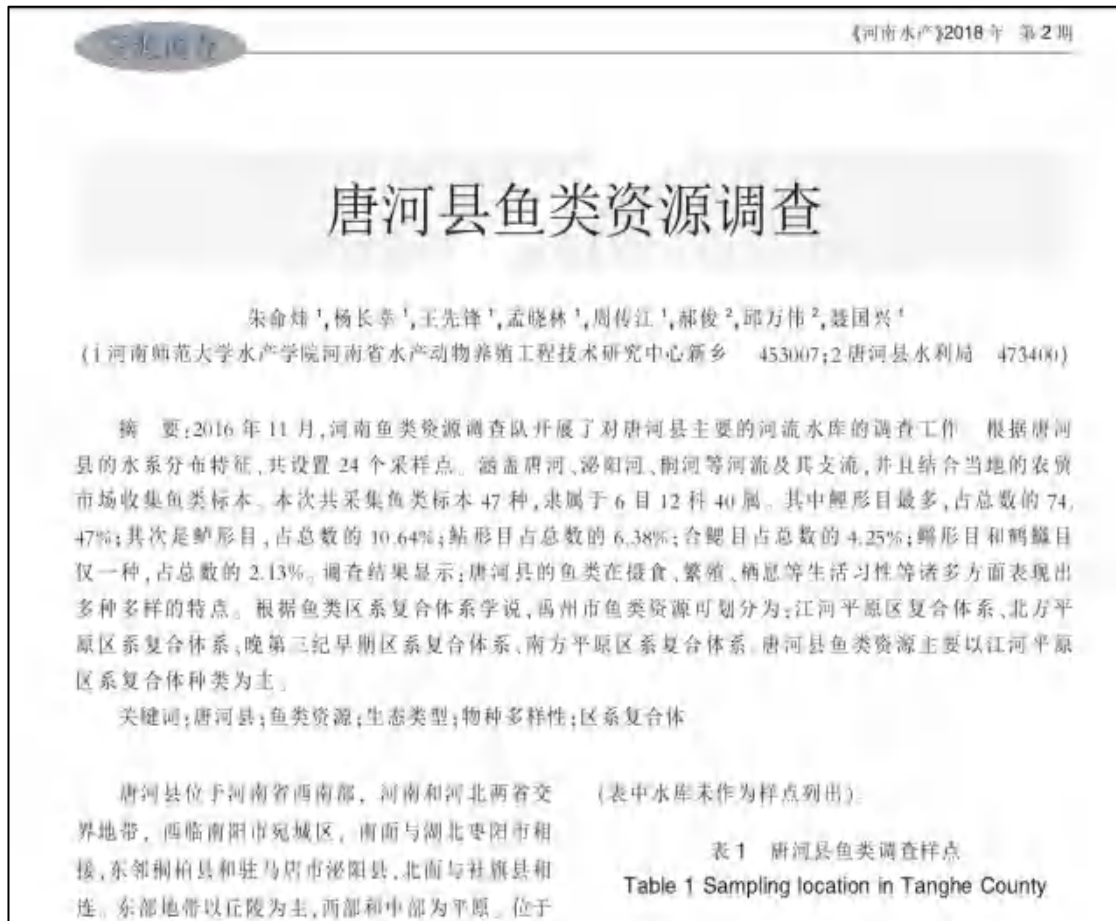 《河南水产》2018年 第2期
唐河县鱼类资源调查
朱命炜¹,杨长幸¹,王先锋¹,孟晓林¹,周传江¹,郝俊²,邱万伟²,聂国兴¹
(1河南师范大学水产学院河南省水产动物养殖工程技术研究中心新乡 453007;2唐河县水利局 473400)
摘 要:2016年11月,河南鱼类资源调查队开展了对唐河县主要的河流水库的调查工作 根据唐河
县的水系分布特征,共设置24个采样点。涵盖唐河、泌阳河、桐河等河流及其支流,并且结合当地的农贸
市场收集鱼类标本。本次共采集鱼类标本47种,隶属于6目12科40属。其中鲤形目最多,占总数的74.
47%;其次是鲈形目,占总数的10.64%;鲇形目占总数的6.38%;合鳃目占总数的4.25%;鳉形目和鹤鱵目
仅一种,占总数的2.13%。调查结果显示:唐河县的鱼类在摄食、繁殖、栖息等生活习性等诸多方面表现出
多种多样的特点。根据鱼类区系复合体系学说,禹州市鱼类资源可划分为:江河平原区复合体系、北方平
原区系复合体系、晚第三纪早期区系复合体系、南方平原区系复合体系。唐河县鱼类资源主要以江河平原
区系复合体种类为主。
关键词:唐河县;鱼类资源;生态类型;物种多样性;区系复合体
唐河县位于河南省西南部，河南和河北两省交
界地带，西临南阳市宛城区，南面与湖北枣阳市相
接,东邻桐柏县和驻马店市泌阳县,北面与社旗县相
连。东部地带以丘陵为主,西部和中部为平原。位于
(表中水库未作为样点列出)
表1 唐河县鱼类调查样点
Table 1 Sampling location in Tanghe County